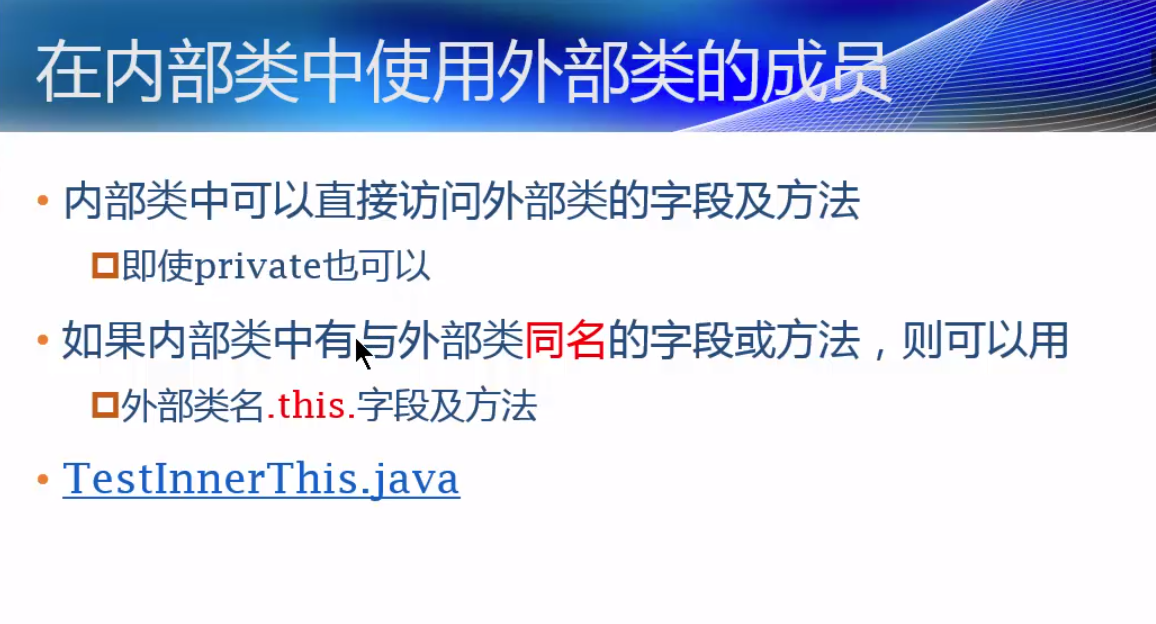 在内部类中使用外部类的成员
内部类中可以直接访问外部类的字段及方法
即使private也可以
如果内部类中有与外部类同名的字段或方法，则可以用
外部类名.this.字段及方法
TestInnerThis.java